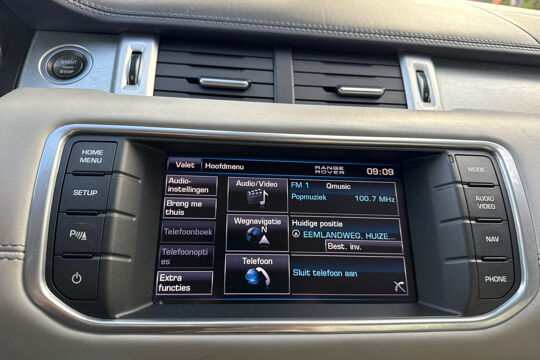 START
STOP
HOME
MENU
SETUP
MODE
AUDIO
VIDEO
NAV
PHONE
Valet
Hoofdmenu
RANGE
ROVER
09:09
Audio-
instellingen
Breng me
thuis
Telefoonboek
Telefoonopti
es
Extra
functies
Audio/Video
Wegnavigatie
N
Telefoon
FM 1 Qmusic
Popmuziek 100.7 MHz
Huidige positie
EEMLANDWEG, HUIZE...
Best. inv.
Sluit telefoon aan